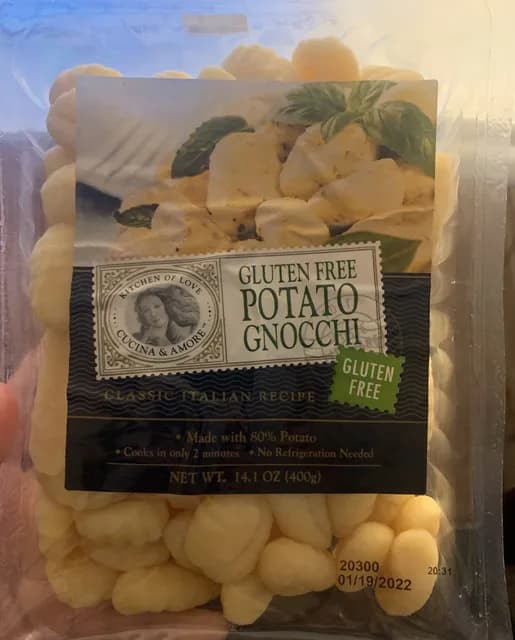 KITCHEN OF LOVE
CUCINA & AMORE
GLUTEN FREE
POTATO
GNOCCHI
GLUTEN
FREE
CLASSIC ITALIAN RECIPE
• Made with 80% Potato
• Cooks in only 2 minutes • No Refrigeration Needed
NET WT. 14.1 OZ (400g)
20300
01/19/2022
20:31